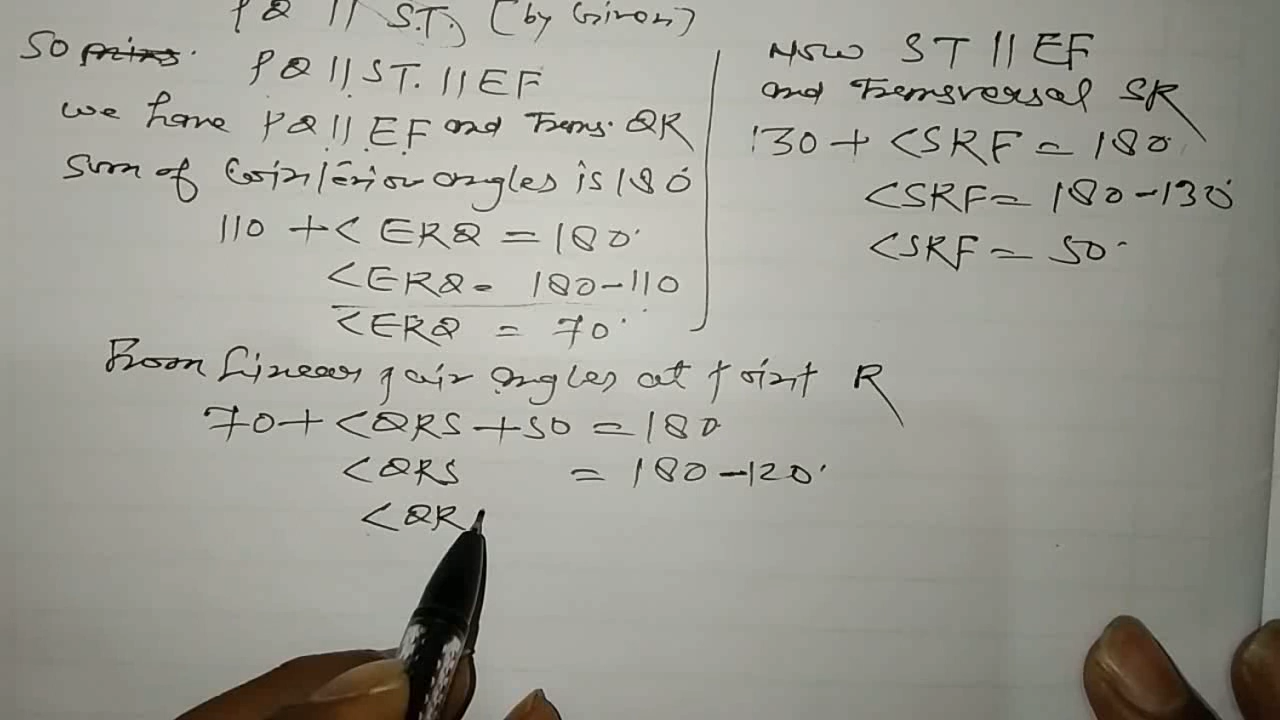 PQ || S.T. (by Given)
So PQ || ST. || EF
we have PQ || EF and Trans. QR
Sum of Cointerior angles is 180
110 + <ERQ = 180
<ERQ = 180-110
<ERQ = 70
From Linear pair angles at point R
70 + <QRS + 50 = 180
<QRS = 180-120
<QR
Now ST || EF
and Transversal SR
130 + <SRF = 180
<SRF = 180-130
<SRF = 50